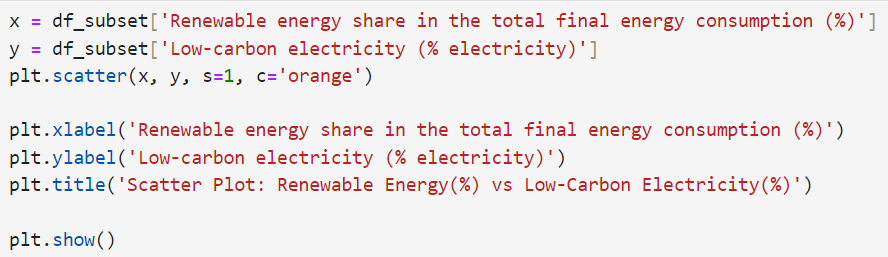 x = df_subset['Renewable energy share in the total final energy consumption (%)']
y = df_subset['Low-carbon electricity (% electricity)']
plt.scatter(x, y, s=1, c='orange')
plt.xlabel('Renewable energy share in the total final energy consumption (%)')
plt.ylabel('Low-carbon electricity (% electricity)')
plt.title('Scatter Plot: Renewable Energy(%) vs Low-Carbon Electricity(%)')
plt.show()